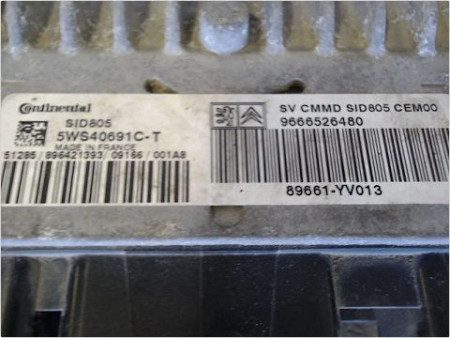 Continental
SID805
5WS40691C-T
MADE IN FRANCE
51285 / 896421393 / 09166 / 001A8
SV CMMD SID805 CEM00
9666526480
89661-YV013